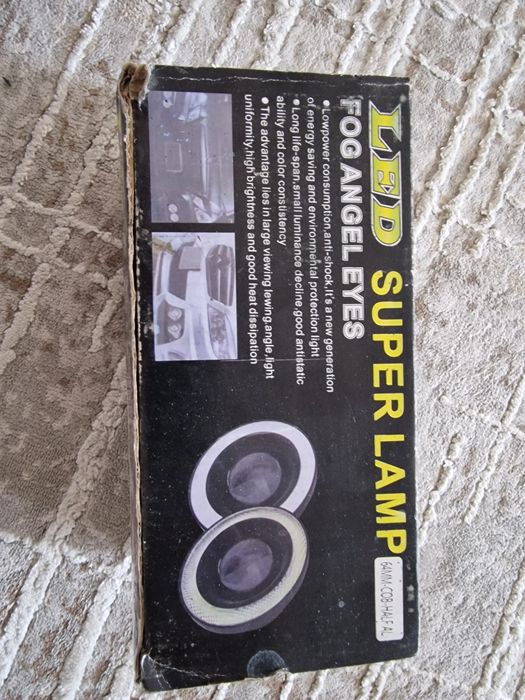 LED SUPER LAMP
64MM-COB-HALF-AL
FOG ANGEL EYES
● Lowpower consumption,anti-shock,It's a new generation
of energy saving and environmental protection light
● Long life-span,small luminance decline,good antistatic
ability and color constistency
● The advantage lies in large viewing lewing,angle,light
uniformity,high brightness and good heat dissipation